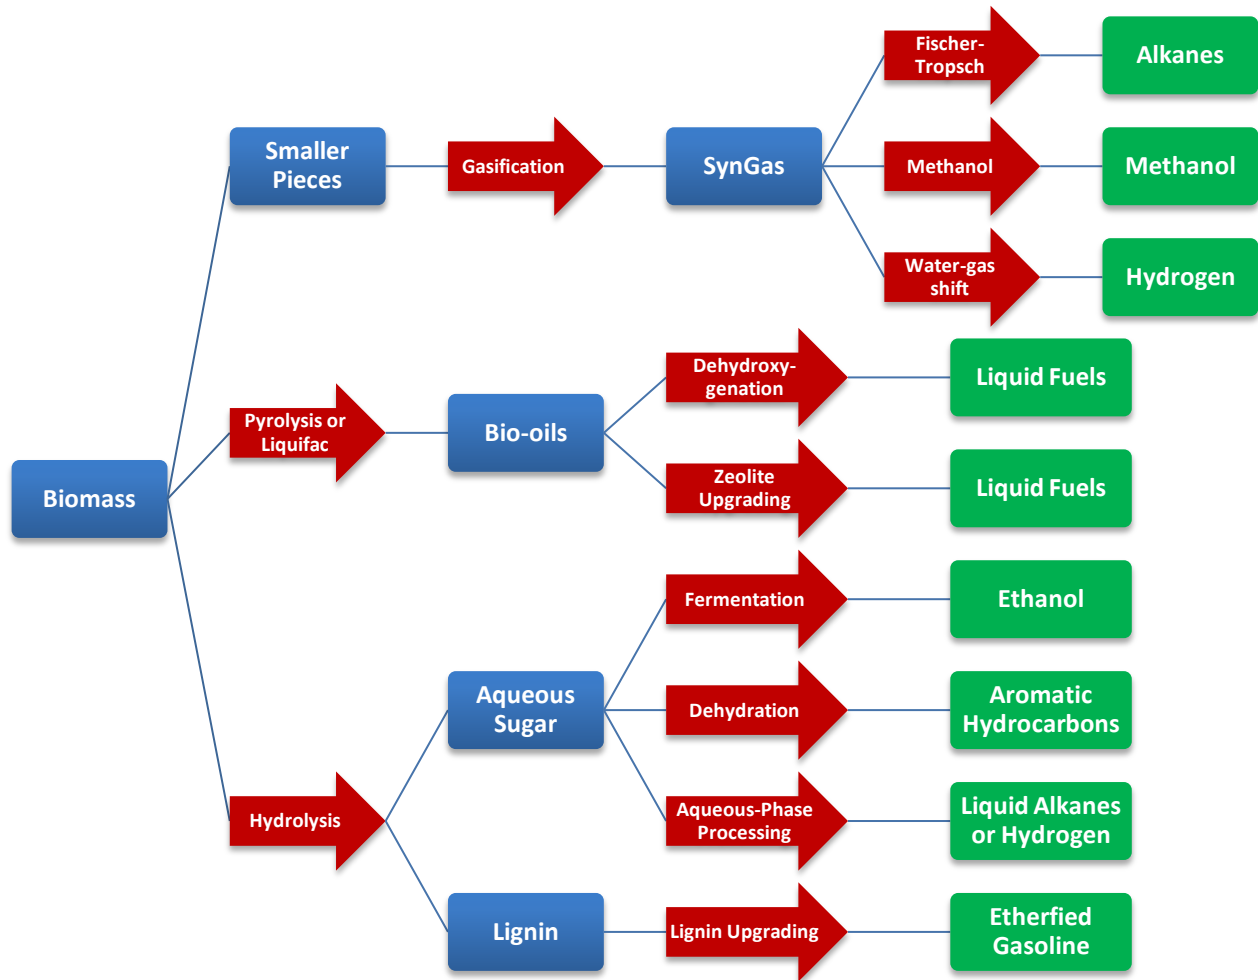 Fischer-
Tropsch
Alkanes
Smaller
Pieces
Gasification
SynGas
Methanol
Methanol
Water-gas
shift
Hydrogen
Dehydroxy-
genation
Liquid Fuels
Pyrolysis or
Liquifac
Bio-oils
Zeolite
Upgrading
Liquid Fuels
Biomass
Fermentation
Ethanol
Aqueous
Sugar
Dehydration
Aromatic
Hydrocarbons
Hydrolysis
Aqueous-Phase
Processing
Liquid Alkanes
or Hydrogen
Lignin
Lignin Upgrading
Etherfied
Gasoline